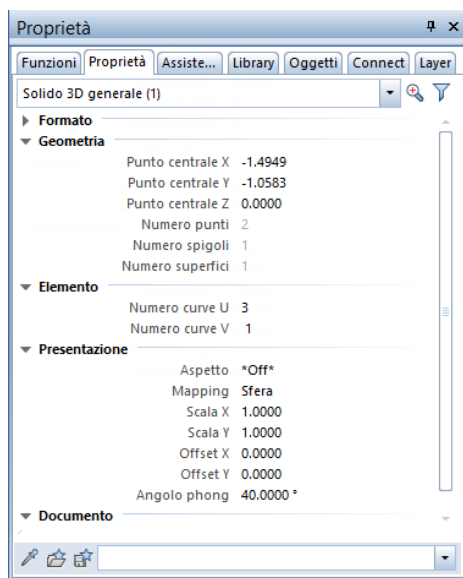 Proprietà
Funzioni Proprietà Assiste... Library Oggetti Connect Layer
Solido 3D generale (1)
Formato
Geometria
Punto centrale X -1.4949
Punto centrale Y -1.0583
Punto centrale Z 0.0000
Numero punti 2
Numero spigoli 1
Numero superfici 1
Elemento
Numero curve U 3
Numero curve V 1
Presentazione
Aspetto *Off*
Mapping Sfera
Scala X 1.0000
Scala Y 1.0000
Offset X 0.0000
Offset Y 0.0000
Angolo phong 40.0000 °
Documento